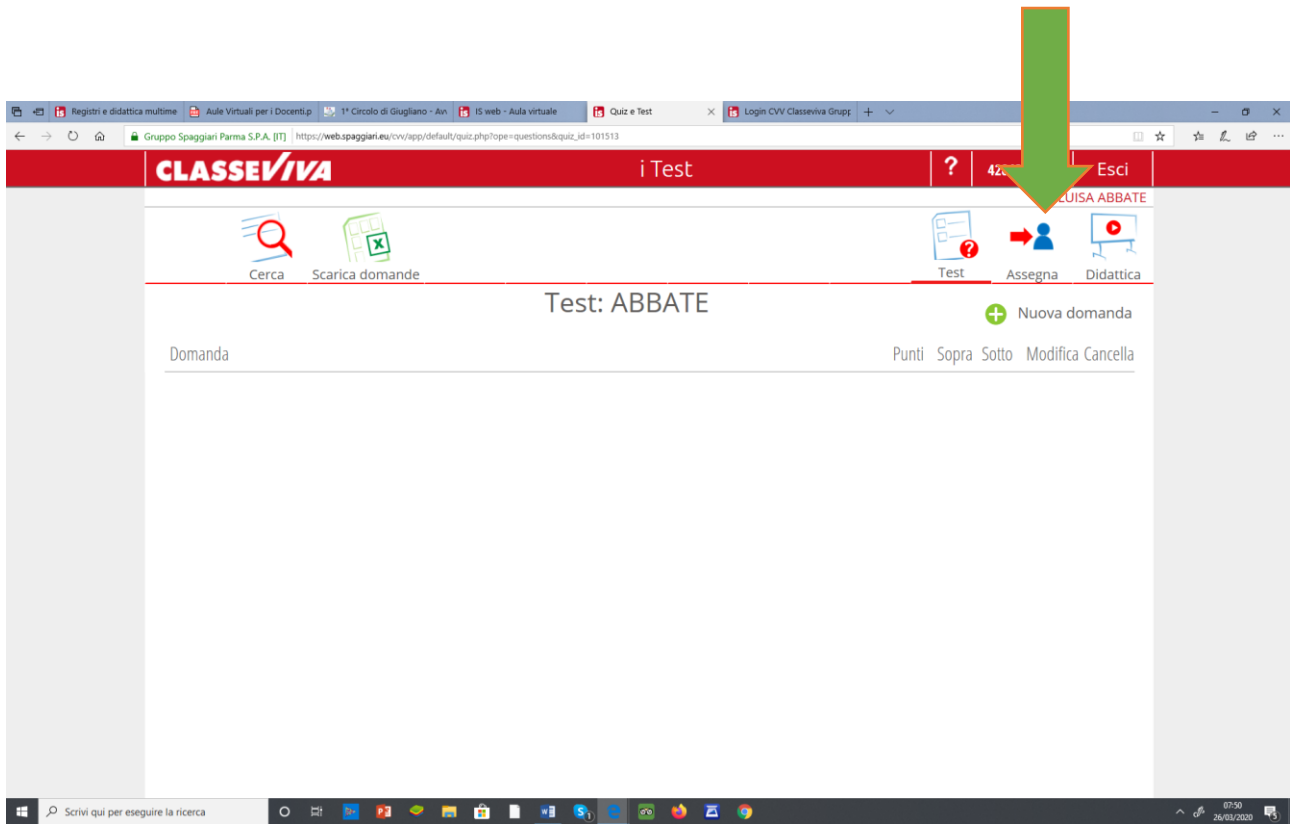 Registri e didattica multime
Aule Virtuali per i Docenti.p
1° Circolo di Giugliano - Avv
IS web - Aula virtuale
Quiz e Test
Login CVV Classeviva Grupp
Gruppo Spaggiari Parma S.P.A. [IT] https://web.spaggiari.eu/cvv/app/default/quiz.php?ope=questions&quiz_id=101513
CLASSEVIVA
i Test
?
Esci
ABBATE
Cerca
Scarica domande
Test
Assegna
Didattica
Test: ABBATE
Nuova domanda
Domanda
Punti Sopra Sotto Modifica Cancella
Scrivi qui per eseguire la ricerca
07:50
26/03/2020